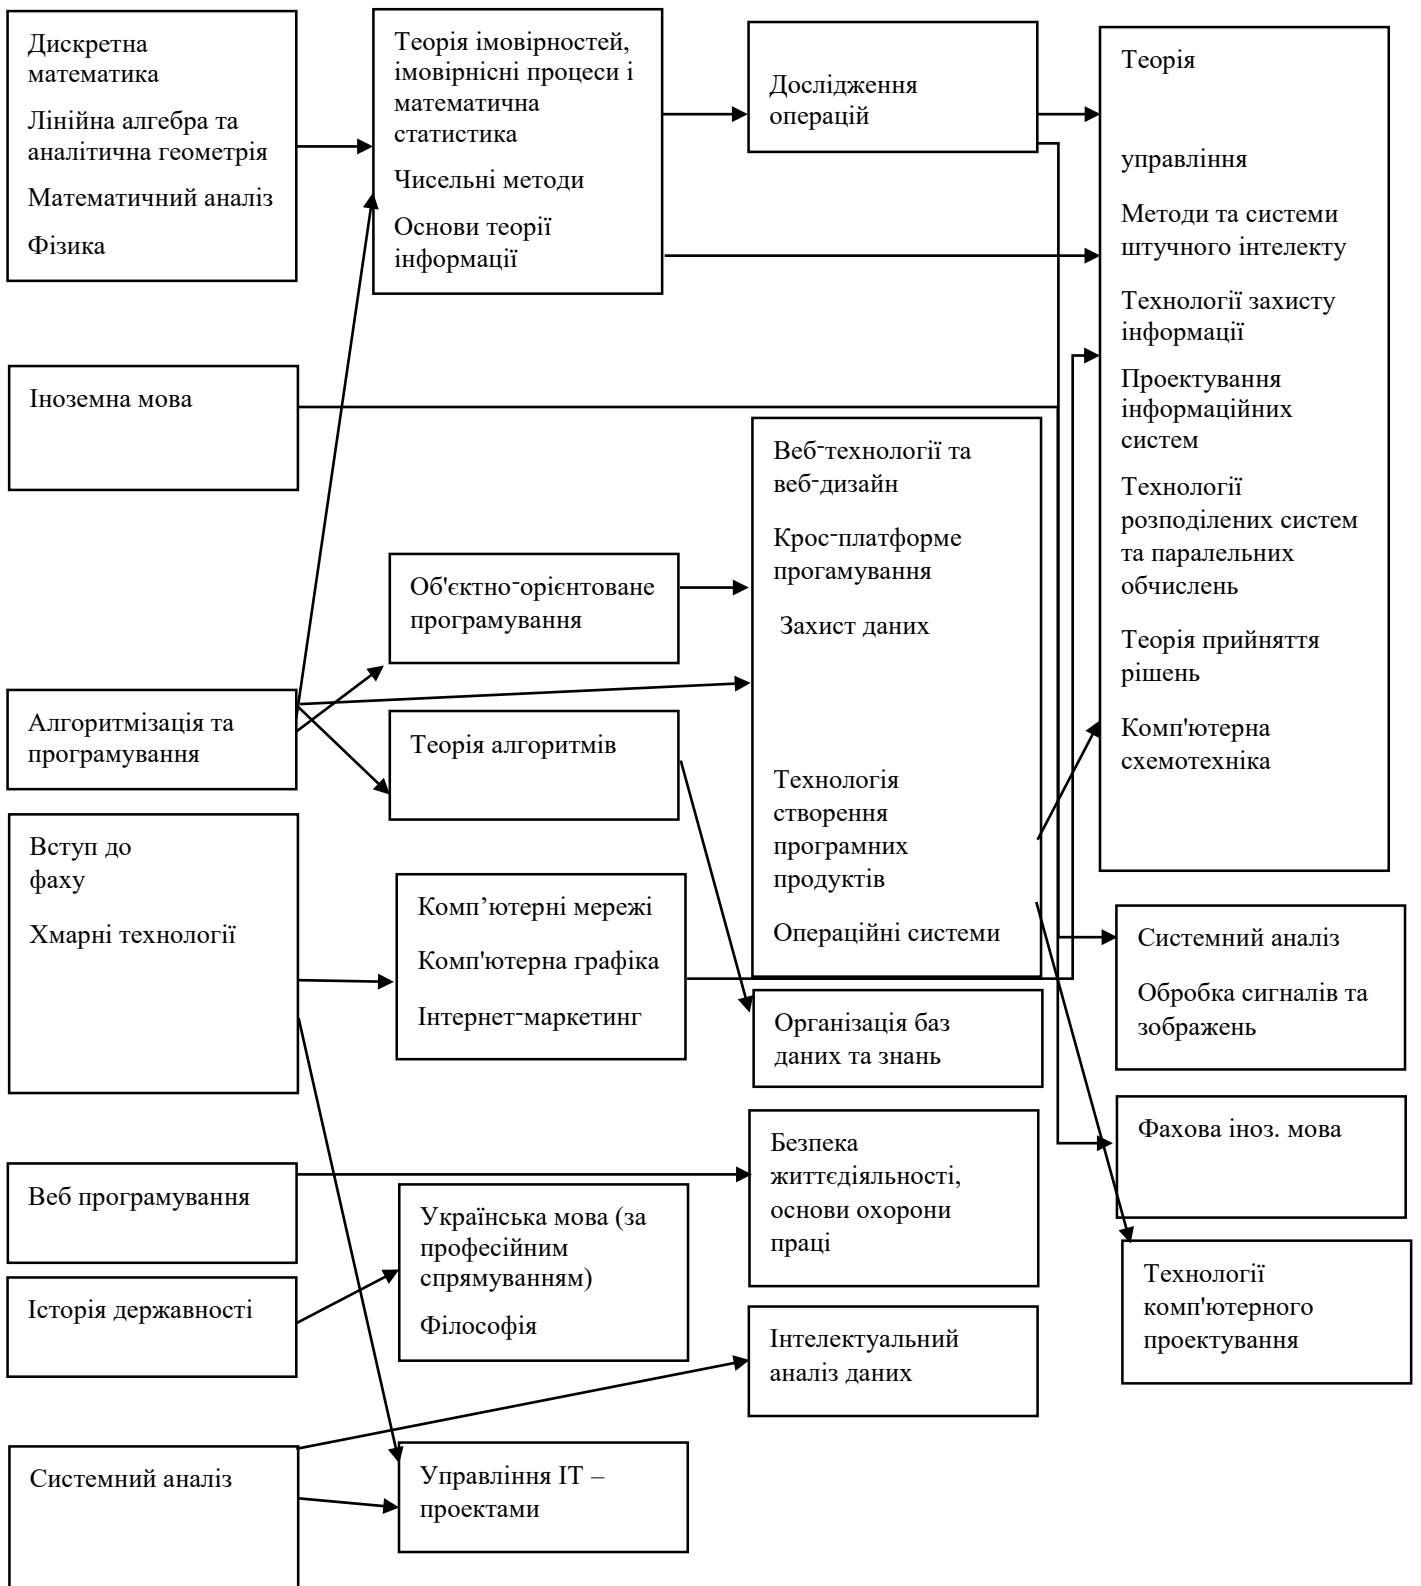 Дискретна
математика
Лінійна алгебра та
аналітична геометрія
Математичний аналіз
Фізика
Теорія імовірностей,
імовірнісні процеси і
математична
статистика
Чисельні методи
Основи теорії
інформації
Дослідження
операцій
Теорія
управління
Методи та системи
штучного інтелекту
Технології захисту
інформації
Проектування
інформаційних
систем
Технології
розподілених систем
та паралельних
обчислень
Теорія прийняття
рішень
Комп'ютерна
схемотехніка
Іноземна мова
Веб-технології та
веб-дизайн
Крос-платформе
прогамування
Захист даних
Технологія
створення
програмних
продуктів
Операційні системи
Об'єктно-орієнтоване
програмування
Алгоритмізація та
програмування
Теорія алгоритмів
Вступ до
фаху
Хмарні технології
Комп’ютерні мережі
Комп'ютерна графіка
Інтернет-маркетинг
Системний аналіз
Обробка сигналів та
зображень
Організація баз
даних та знань
Фахова іноз. мова
Безпека
життєдіяльності,
основи охорони
праці
Веб програмування
Українська мова (за
професійним
спрямуванням)
Філософія
Історія державності
Технології
комп'ютерного
проектування
Інтелектуальний
аналіз даних
Системний аналіз
Управління ІТ –
проектами